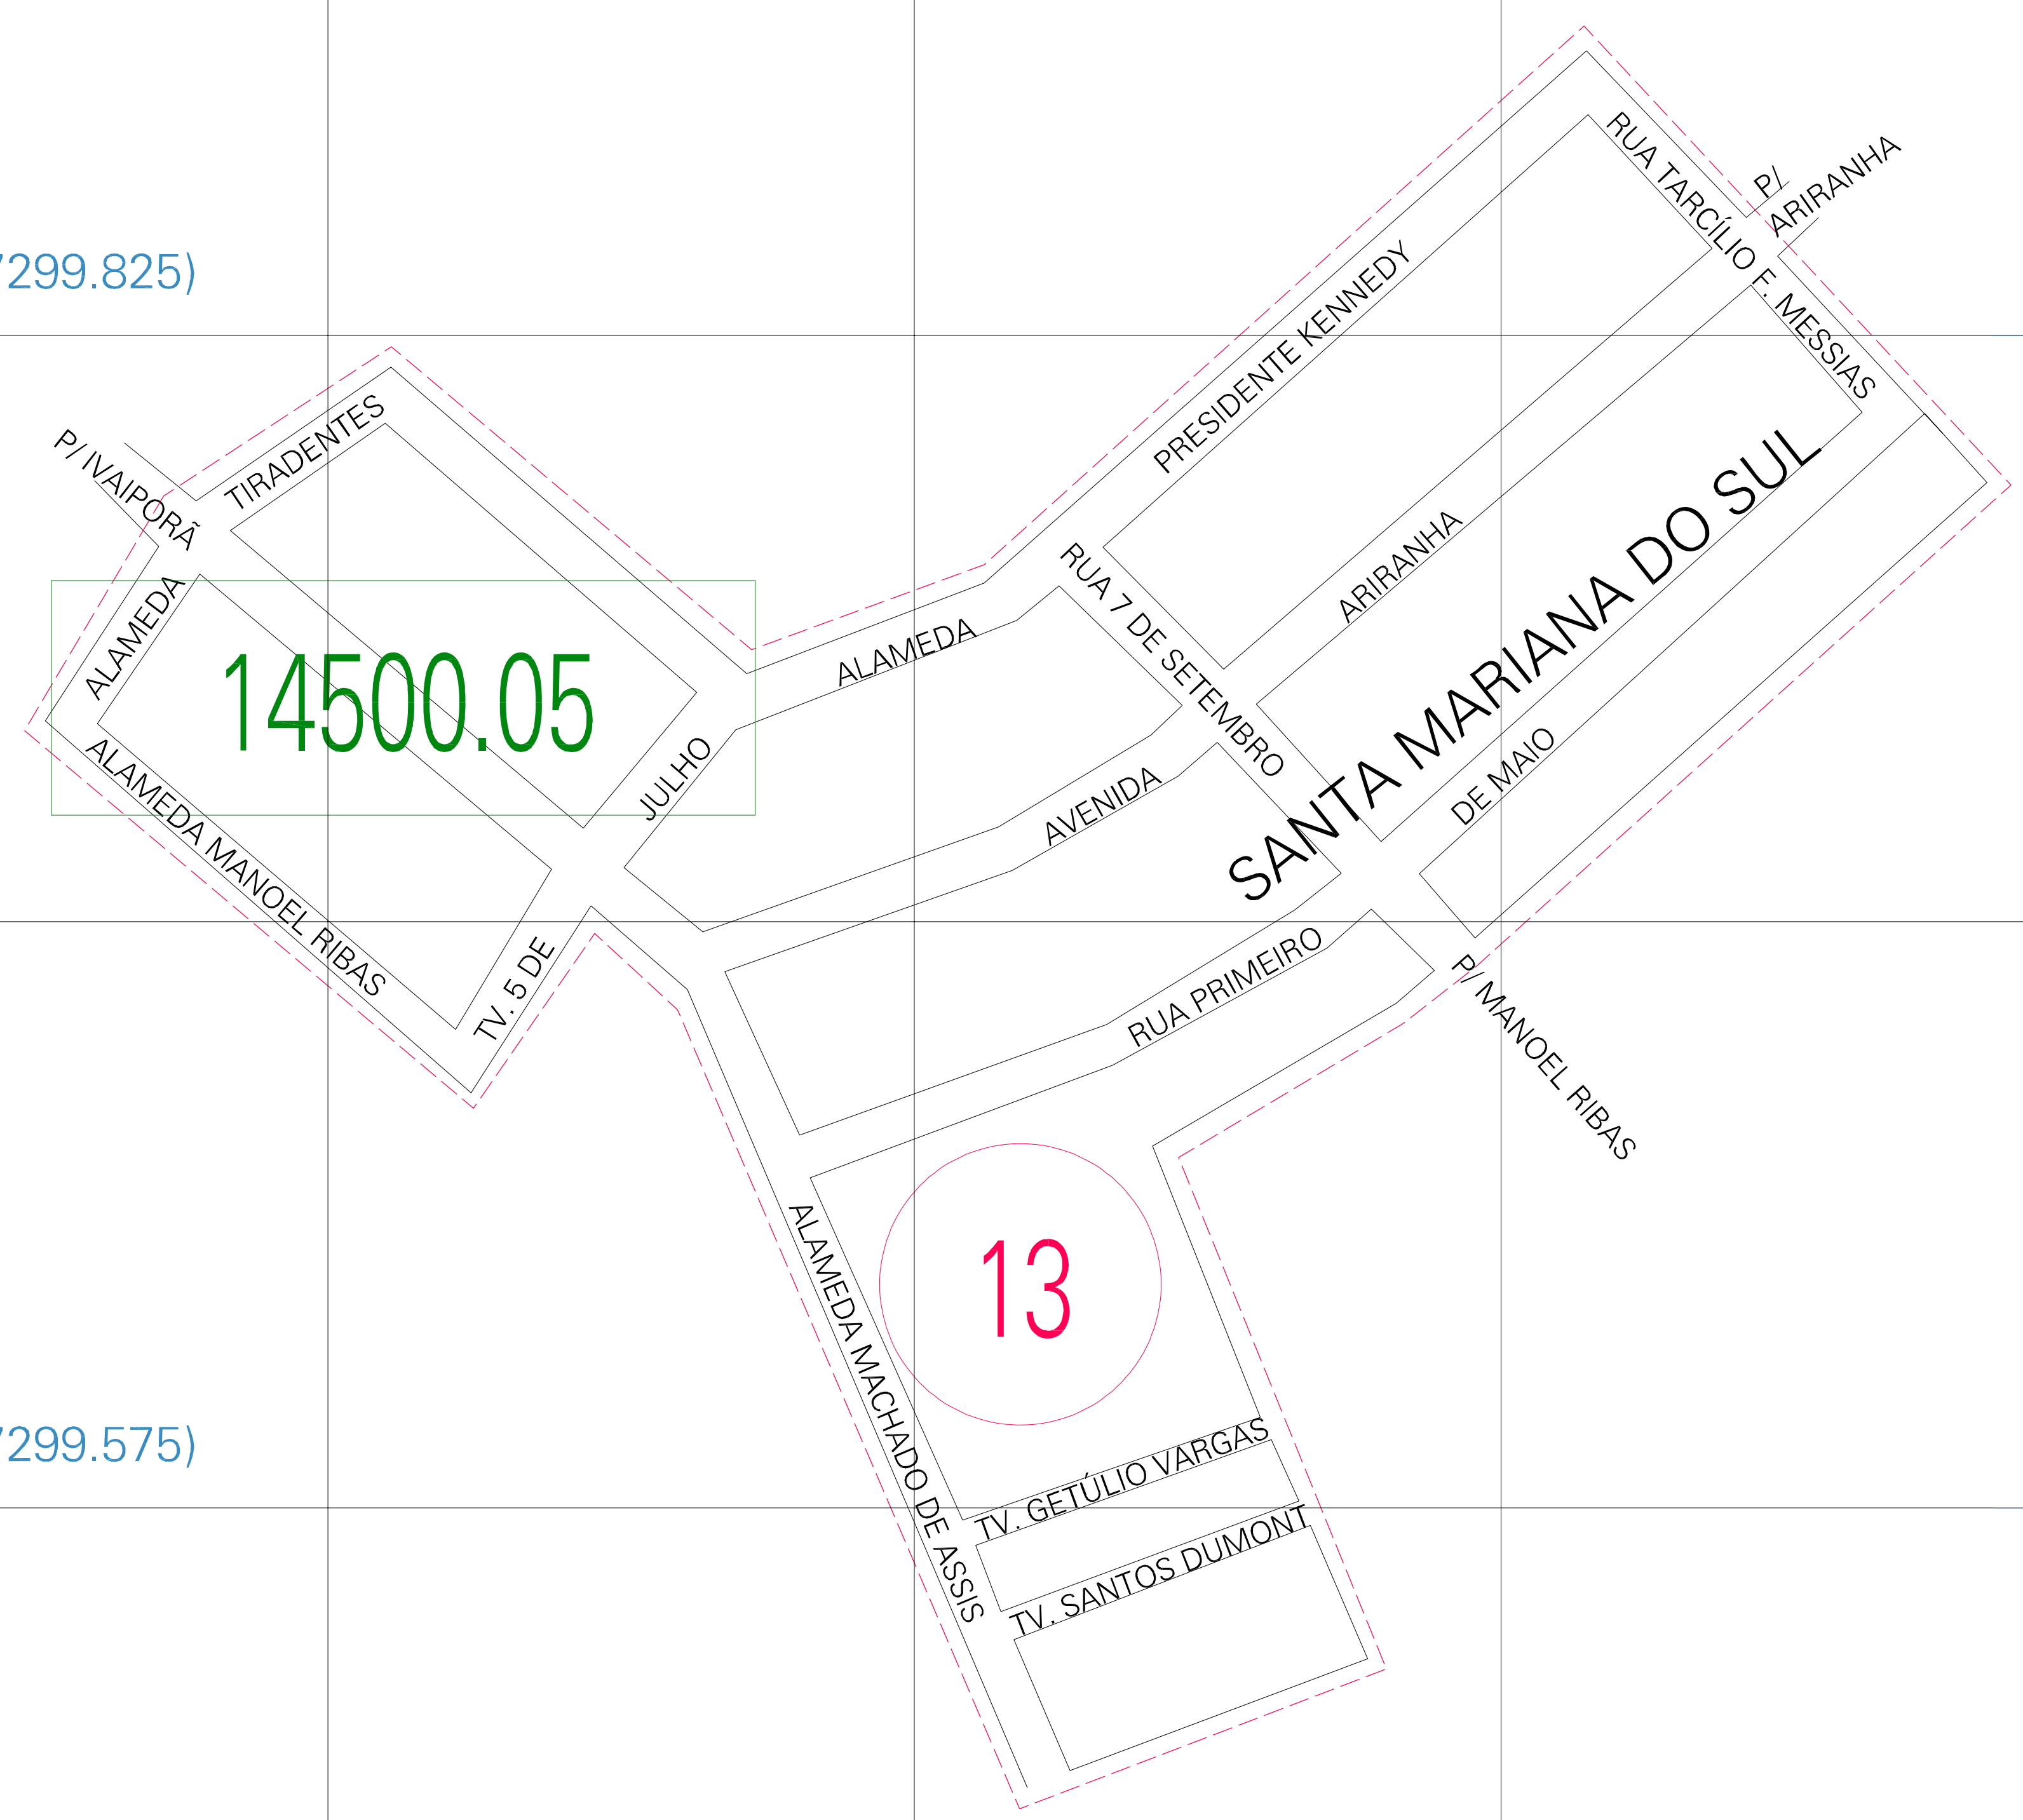 RUA TARCÍLIO F. MESSIAS
P/
ARIRANHA
299.825)
PRESIDENTE KENNEDY
TIRADENTES
P/ IVAIPORÃ
ALAMEDA
14500.05
ALAMEDA
RUA 7 DE SETEMBRO
ARIRANHA
SANTA MARIANA DO SUL
JULHO
AVENIDA
DE MAIO
ALAMEDA MANOEL RIBAS
TV. 5 DE
RUA PRIMEIRO
P/ MANOEL RIBAS
13
ALAMEDA MACHADO DE ASSIS
299.575)
TV. GETÚLIO VARGAS
TV. SANTOS DUMONT